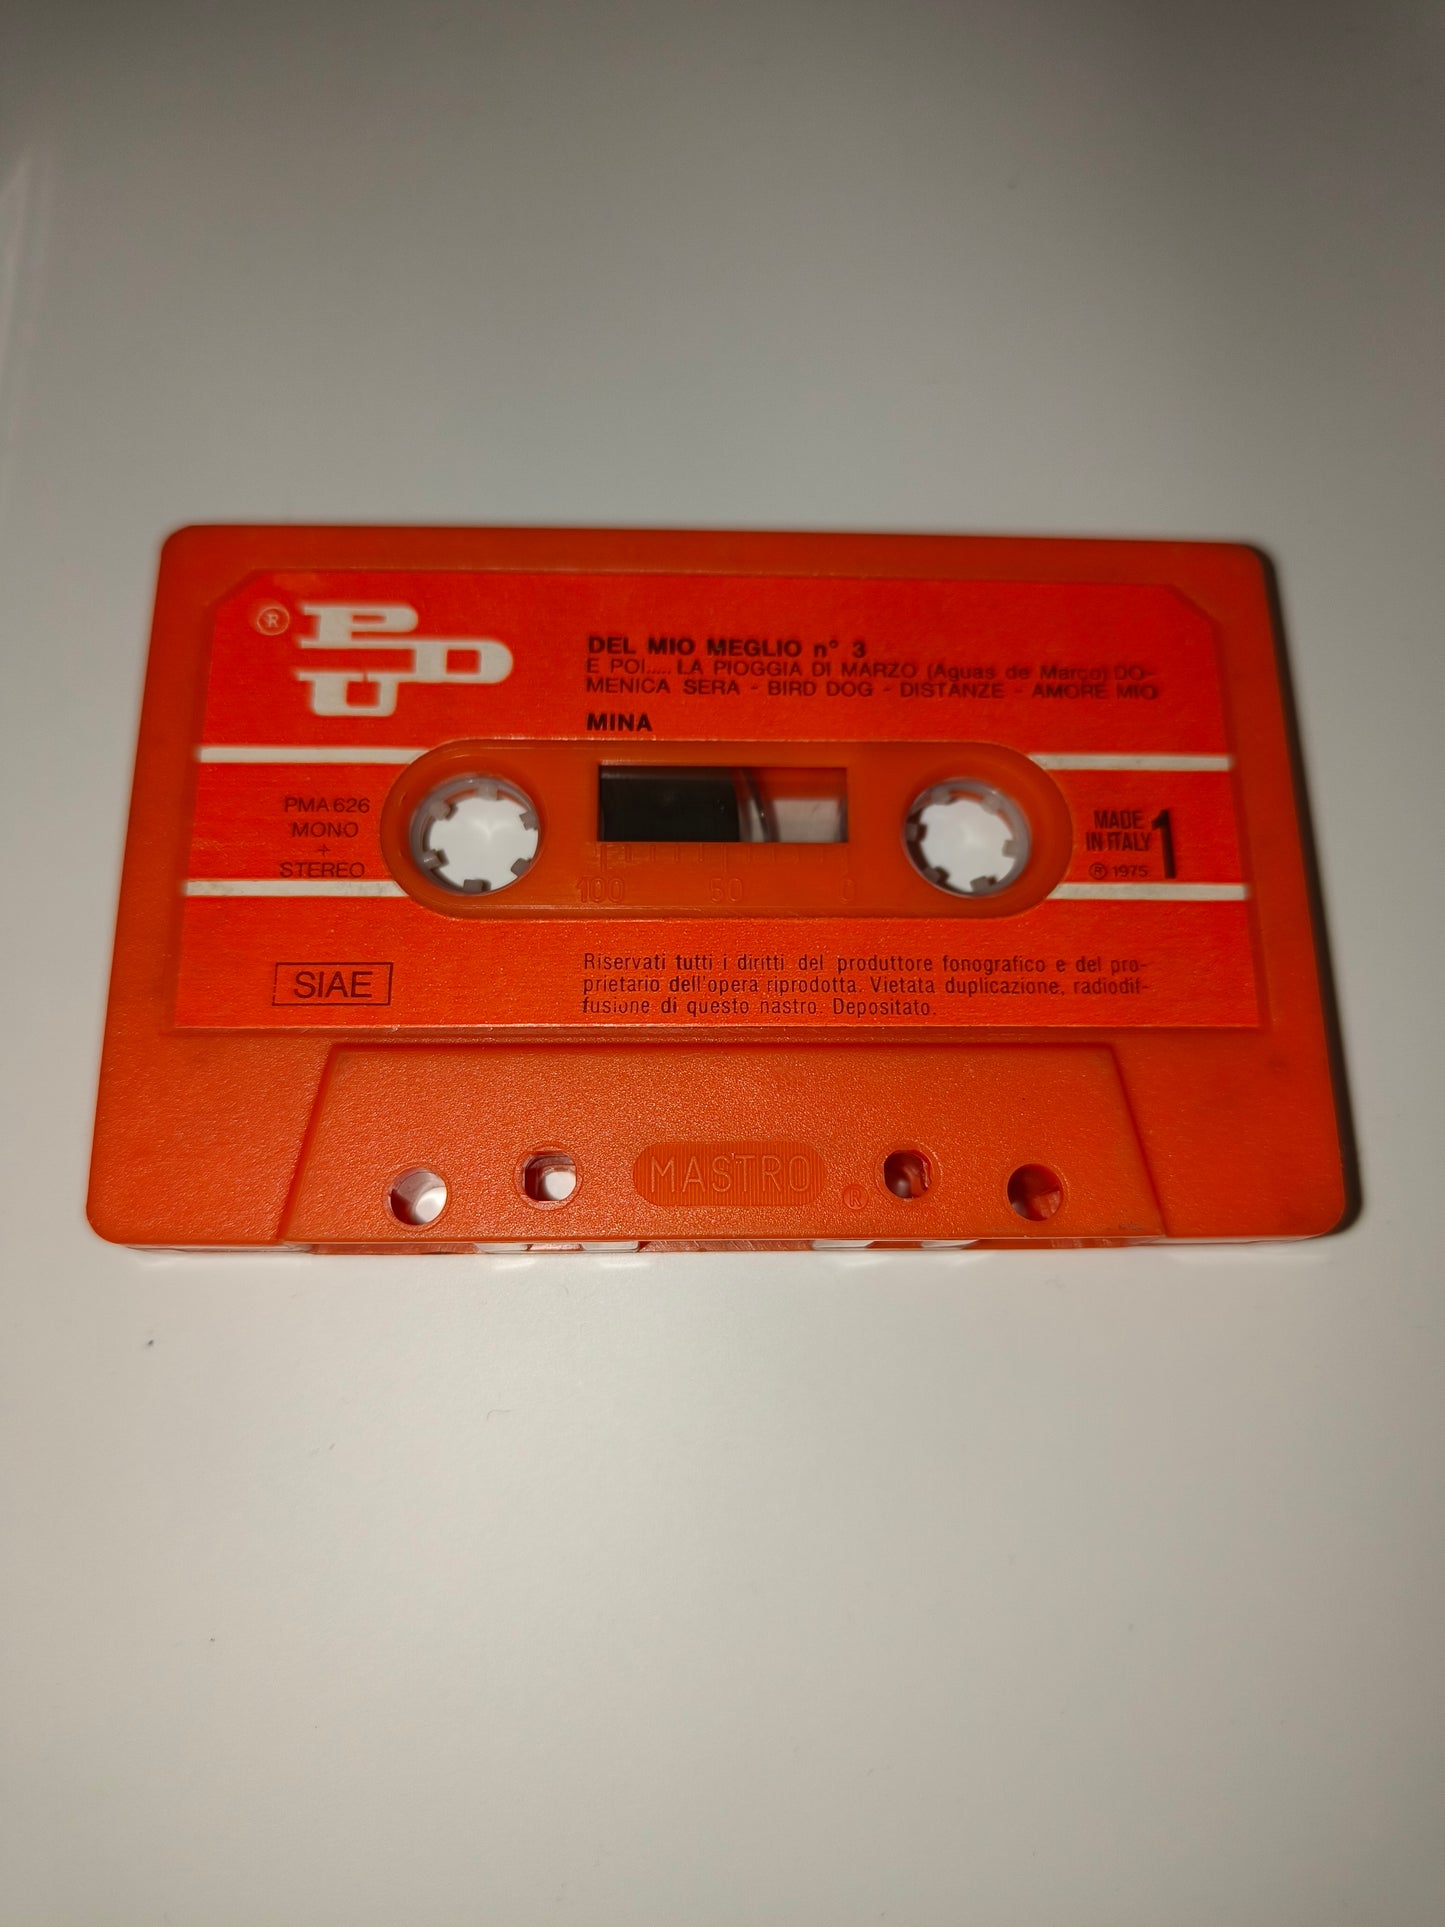 ® PDU
DEL MIO MEGLIO n° 3
E POI..... LA PIOGGIA DI MARZO (Aguas de Março) DO-
MENICA SERA - BIRD DOG - DISTANZE - AMORE MIO
MINA
PMA 626
MONO
+
STEREO
100 50 0
MADE
IN ITALY
℗ 1975
1
SIAE
Riservati tutti i diritti del produttore fonografico e del pro-
prietario dell'opera riprodotta. Vietata duplicazione, radiodif-
fusione di questo nastro. Depositato.
MASTRO ®